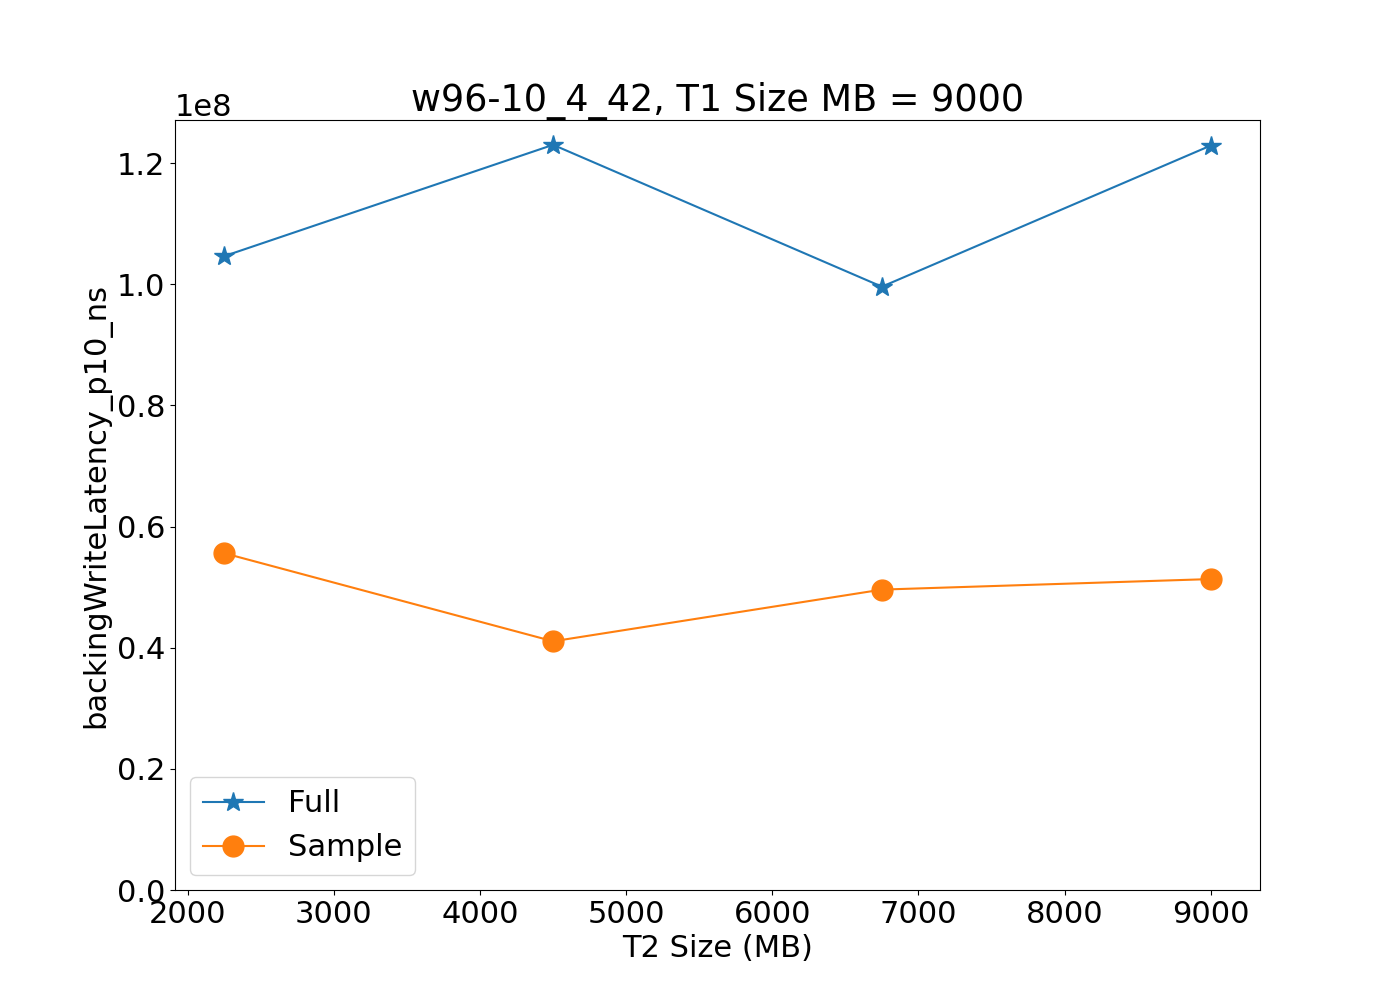 w96-10_4_42, T1 Size MB = 9000
1e8
1.2
1.0
0.8
0.6
0.4
0.2
0.0
backingWriteLatency_p10_ns
Full
Sample
2000 3000 4000 5000 6000 7000 8000 9000
T2 Size (MB)